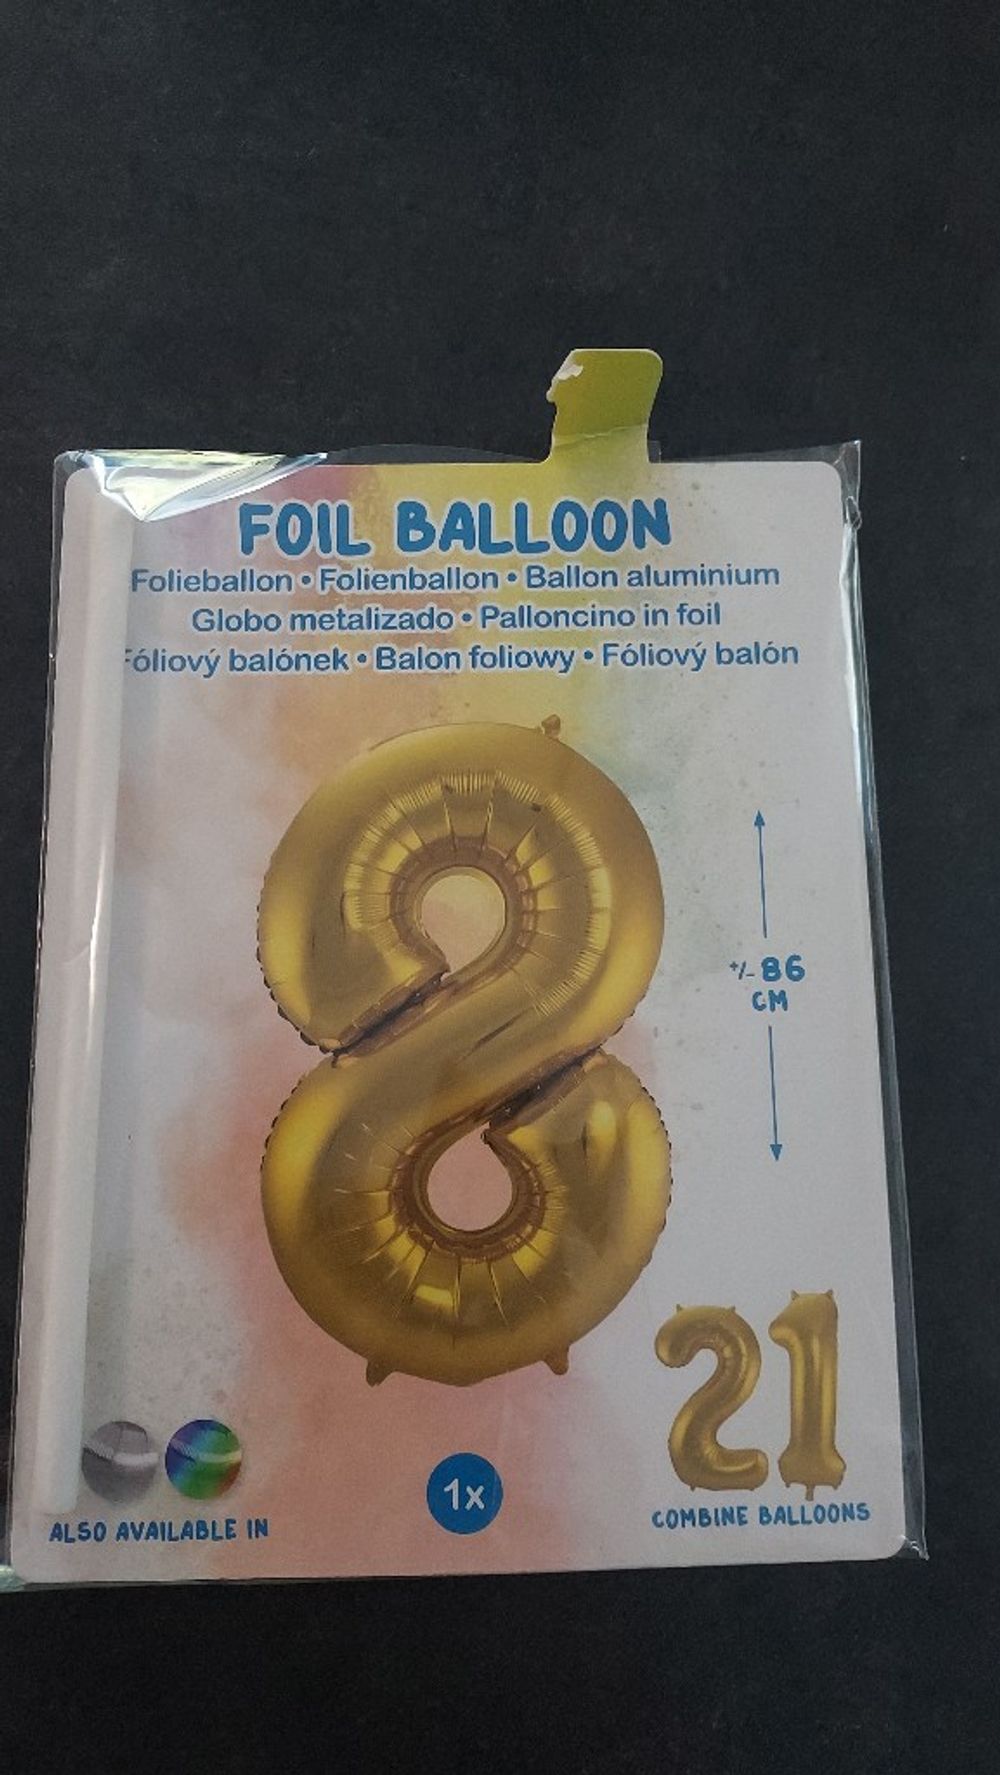 FOIL BALLOON
Folieballon • Folienballon • Ballon aluminium
Globo metalizado • Palloncino in foil
Fóliový balónek • Balon foliowy • Fóliový balón
+/- 86
CM
21
1x
ALSO AVAILABLE IN
COMBINE BALLOONS